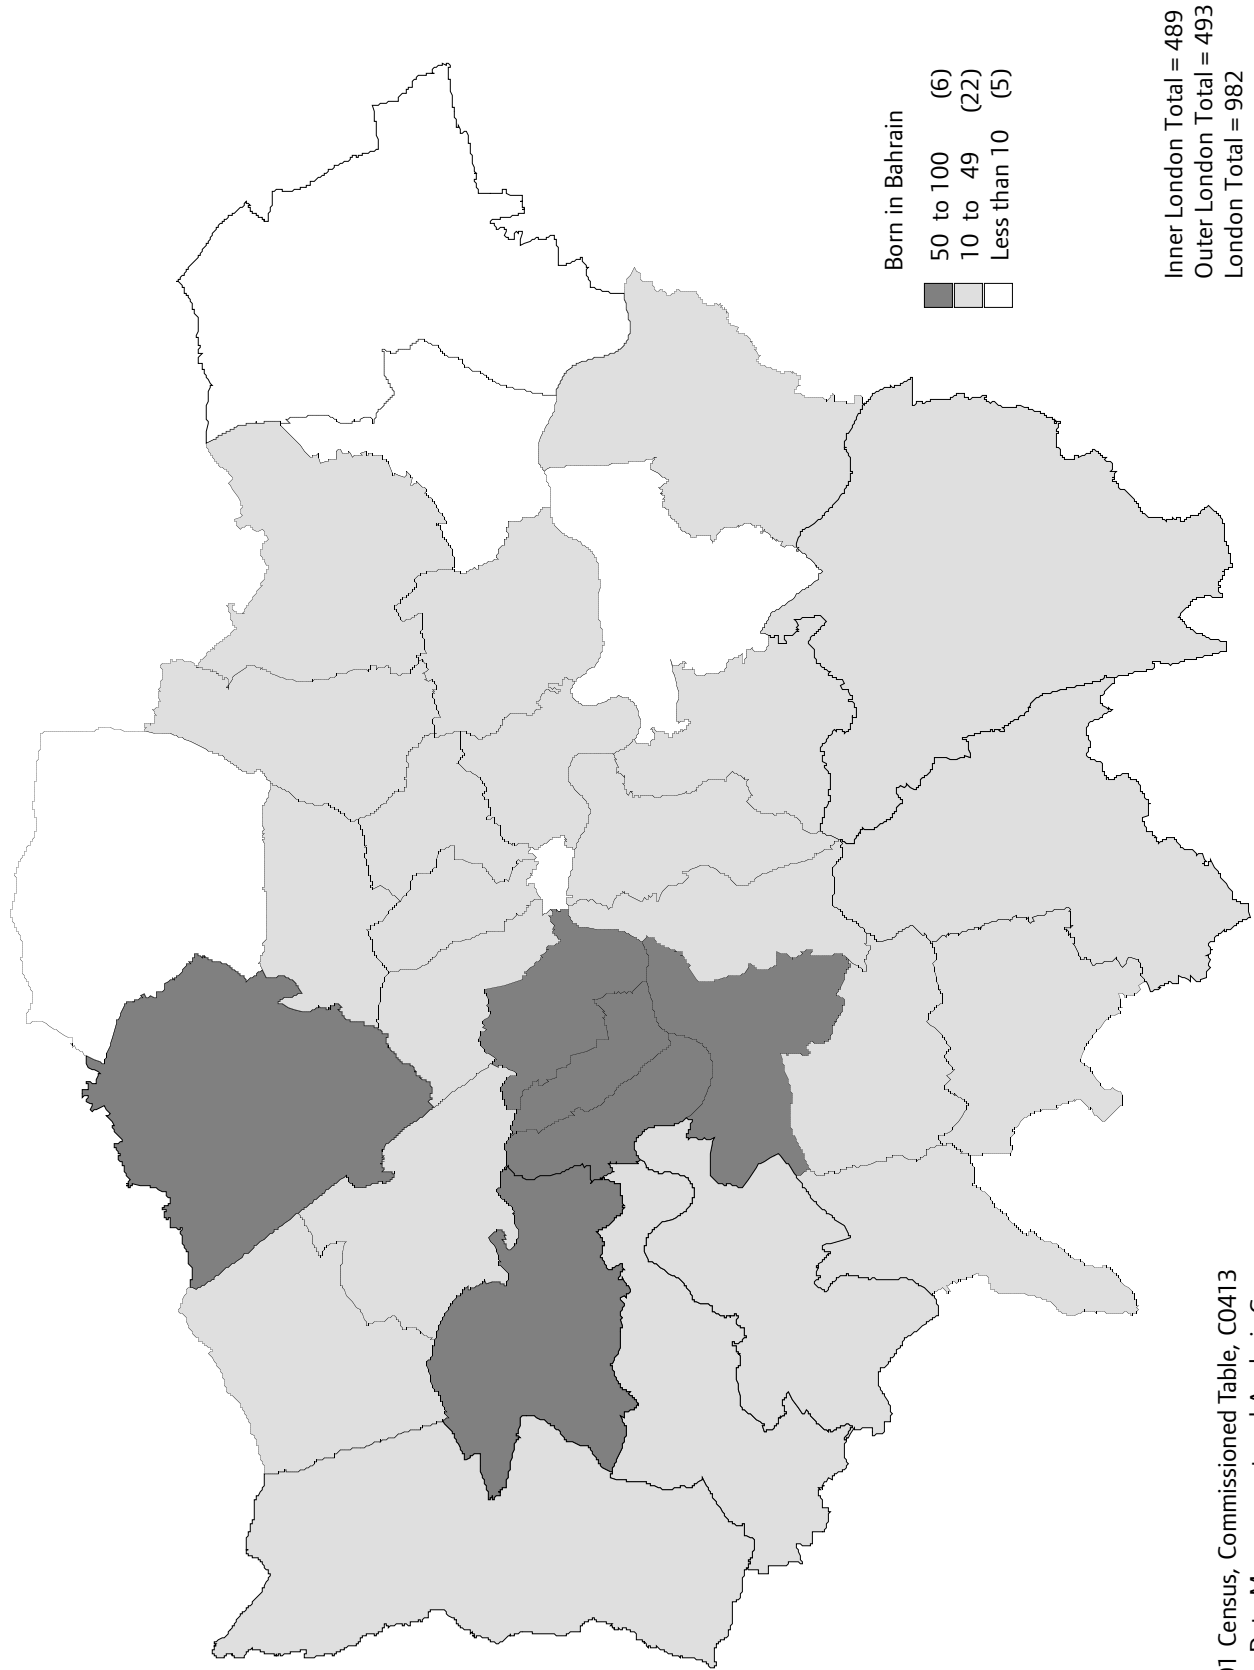 Born in Bahrain
50 to 100 (6)
10 to 49 (22)
Less than 10 (5)
Inner London Total = 489
Outer London Total = 493
London Total = 982
Census, Commissioned Table, C0413